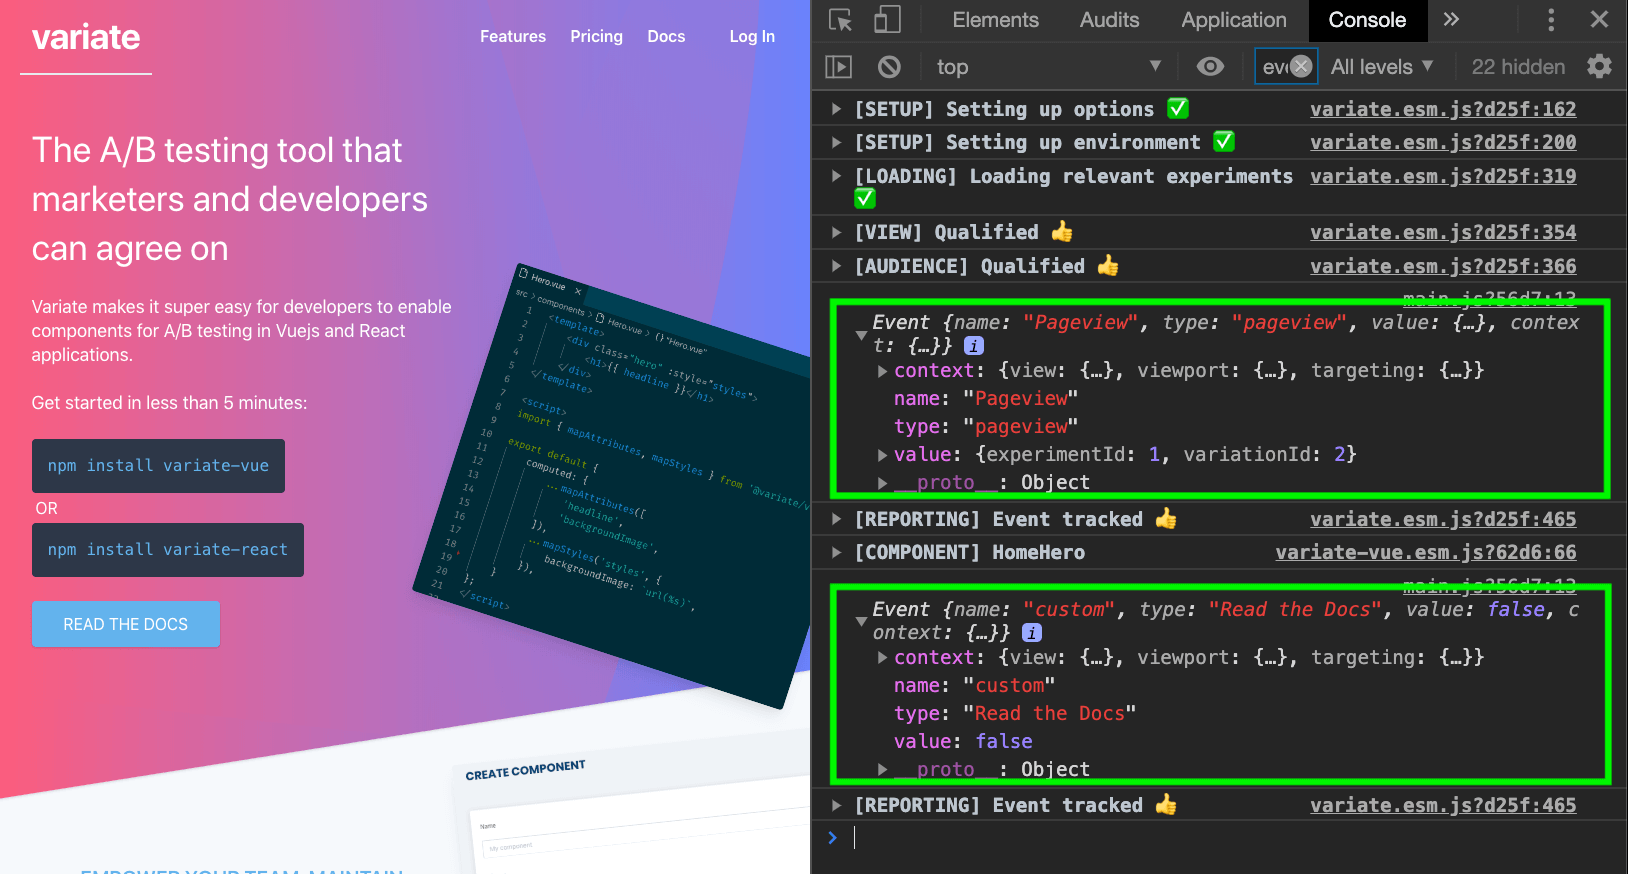 variate
Features
Pricing
Docs
Log In
The A/B testing tool that
marketers and developers
can agree on
Variate makes it super easy for developers to enable
components for A/B testing in Vuejs and React
applications.
Get started in less than 5 minutes:
npm install variate-vue
OR
npm install variate-react
READ THE DOCS
Hero.vue ×
src > components > Hero.vue > {} "Hero.vue"
1 <template>
2 <div class="hero" :style="styles">
3 <h1>{{ headline }}</h1>
4 </div>
5 </template>
6
7 <script>
8 import { mapAttributes, mapStyles } from '@variate/v
9
10 export default {
11 computed: {
12 ...mapAttributes([
13 'headline',
14 'backgroundImage',
15 ]),
16 ...mapStyles('styles', {
17 backgroundImage: 'url(%s)',
18 }),
19 }
20 };
21 </script>
CREATE COMPONENT
Name
My component
EMPOWER YOUR TEAM, MAINTAIN
Elements
Audits
Application
Console
»
top
eve
All levels
22 hidden
[SETUP] Setting up options ✅ variate.esm.js?d25f:162
[SETUP] Setting up environment ✅ variate.esm.js?d25f:200
[LOADING] Loading relevant experiments variate.esm.js?d25f:319
✅
[VIEW] Qualified 👍 variate.esm.js?d25f:354
[AUDIENCE] Qualified 👍 variate.esm.js?d25f:366
main.js?56d7:13
Event {name: "Pageview", type: "pageview", value: {…}, contex
t: {…}} i
context: {view: {…}, viewport: {…}, targeting: {…}}
name: "Pageview"
type: "pageview"
value: {experimentId: 1, variationId: 2}
__proto__: Object
[REPORTING] Event tracked 👍 variate.esm.js?d25f:465
[COMPONENT] HomeHero variate-vue.esm.js?62d6:66
main.js?56d7:13
Event {name: "custom", type: "Read the Docs", value: false, c
ontext: {…}} i
context: {view: {…}, viewport: {…}, targeting: {…}}
name: "custom"
type: "Read the Docs"
value: false
__proto__: Object
[REPORTING] Event tracked 👍 variate.esm.js?d25f:465